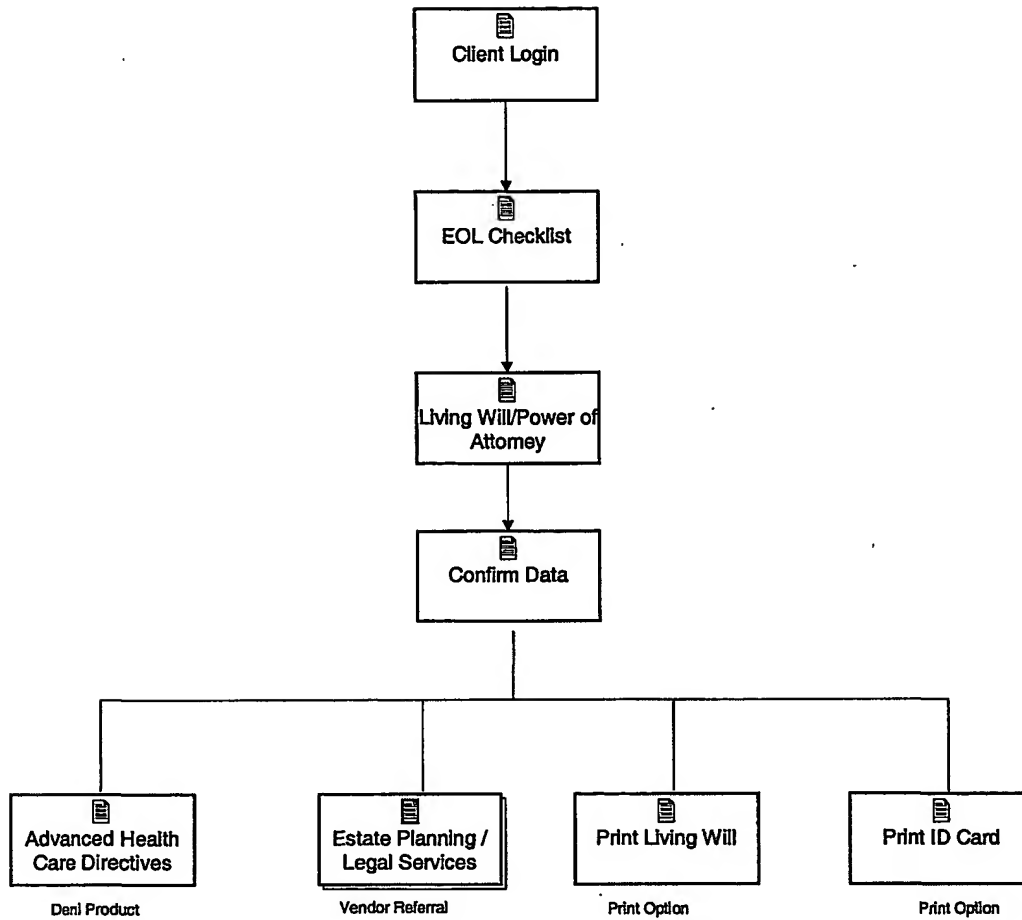 Client Login
EOL Checklist
Living Will/Power of
Attorney
Confirm Data
Advanced Health
Care Directives
Estate Planning /
Legal Services
Print Living Will
Print ID Card
Deni Product
Vendor Referral
Print Option
Print Option